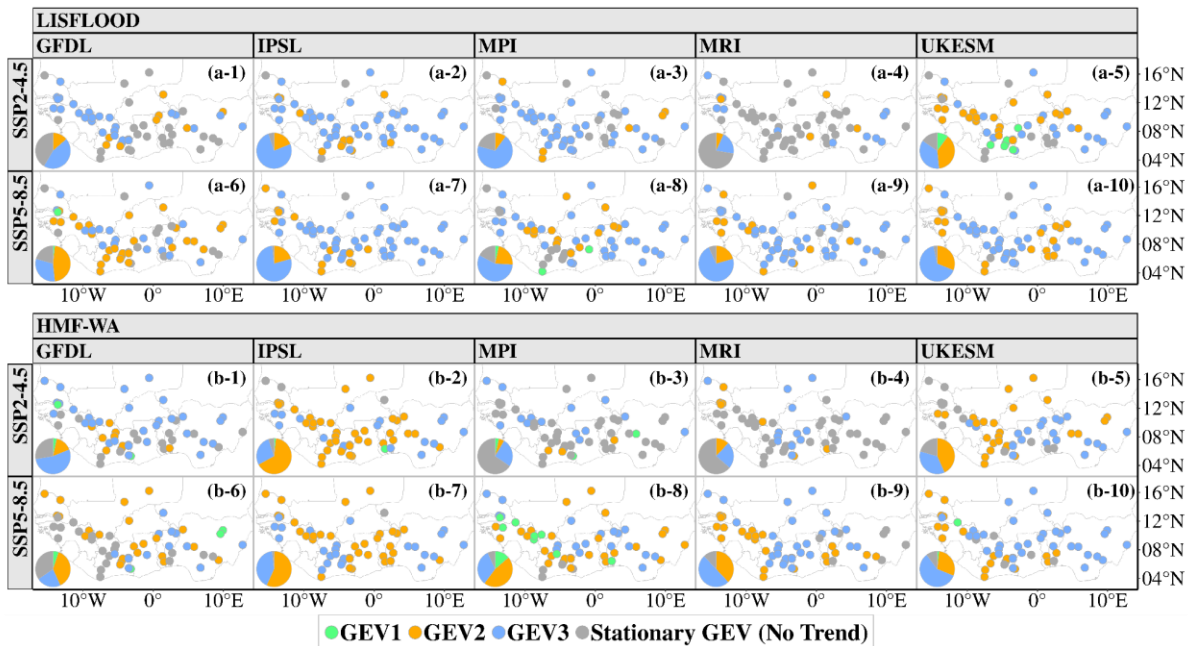 LISFLOOD
GFDL IPSL MPI MRI UKESM
SSP2-4.5 (a-1) (a-2) (a-3) (a-4) (a-5) 16°N
12°N
08°N
04°N
SSP5-8.5 (a-6) (a-7) (a-8) (a-9) (a-10) 16°N
12°N
08°N
04°N
10°W 0° 10°E 10°W 0° 10°E 10°W 0° 10°E 10°W 0° 10°E 10°W 0° 10°E
HMF-WA
GFDL IPSL MPI MRI UKESM
SSP2-4.5 (b-1) (b-2) (b-3) (b-4) (b-5) 16°N
12°N
08°N
04°N
SSP5-8.5 (b-6) (b-7) (b-8) (b-9) (b-10) 16°N
12°N
08°N
04°N
10°W 0° 10°E 10°W 0° 10°E 10°W 0° 10°E 10°W 0° 10°E 10°W 0° 10°E
GEV1 GEV2 GEV3 Stationary GEV (No Trend)